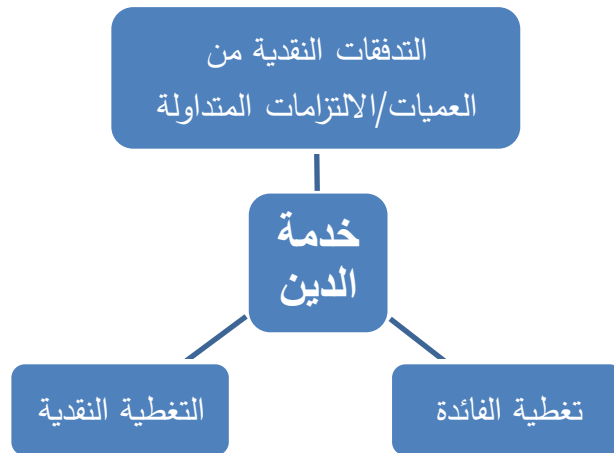 التدفقات النقدية من
العميات/الالتزامات المتداولة
خدمة
الدين
تغطية الفائدة
التغطية النقدية